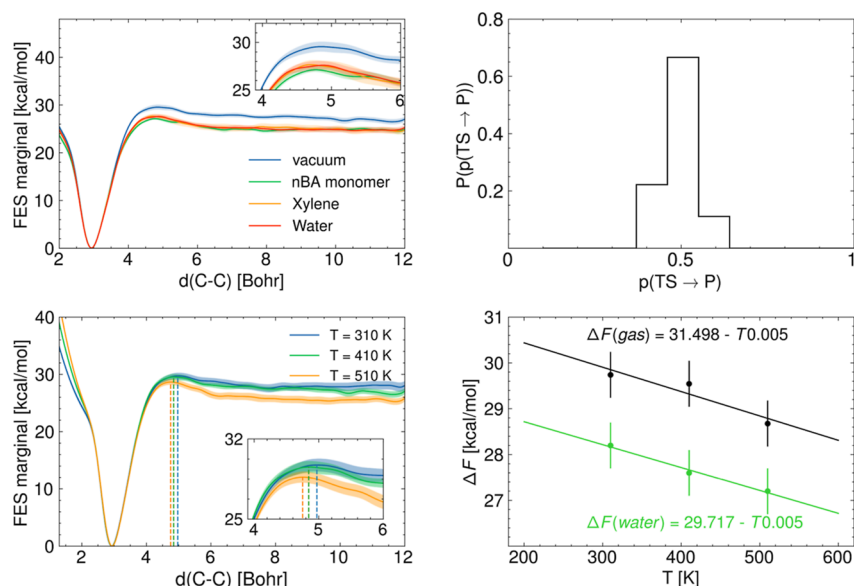 FES marginal [kcal/mol]
40
30
20
10
0
2 4 6 8 10 12
d(C-C) [Bohr]
30
25
4 5 6
vacuum
nBA monomer
Xylene
Water
P(p(TS → P))
0.8
0.6
0.2
0 0.5 1
p(TS → P)
FES marginal [kcal/mol]
40
30
20
10
0
2 4 6 8 10 12
d(C-C) [Bohr]
T = 310 K
T = 410 K
T = 510 K
32
25
4 5 6
ΔF [kcal/mol]
31
30
29
28
27
200 300 400 500 600
T [K]
ΔF(gas) = 31.498 - T0.005
ΔF(water) = 29.717 - T0.005